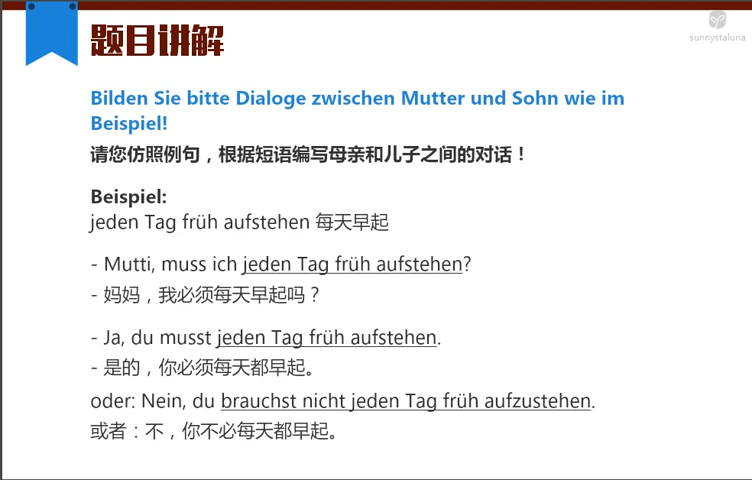 题目讲解
sunnystaluna
Bilden Sie bitte Dialoge zwischen Mutter und Sohn wie im
Beispiel!
请您仿照例句，根据短语编写母亲和儿子之间的对话！
Beispiel:
jeden Tag früh aufstehen 每天早起
- Mutti, muss ich jeden Tag früh aufstehen?
- 妈妈，我必须每天早起吗？
- Ja, du musst jeden Tag früh aufstehen.
- 是的，你必须每天都早起。
oder: Nein, du brauchst nicht jeden Tag früh aufzustehen.
或者：不，你不必每天都早起。